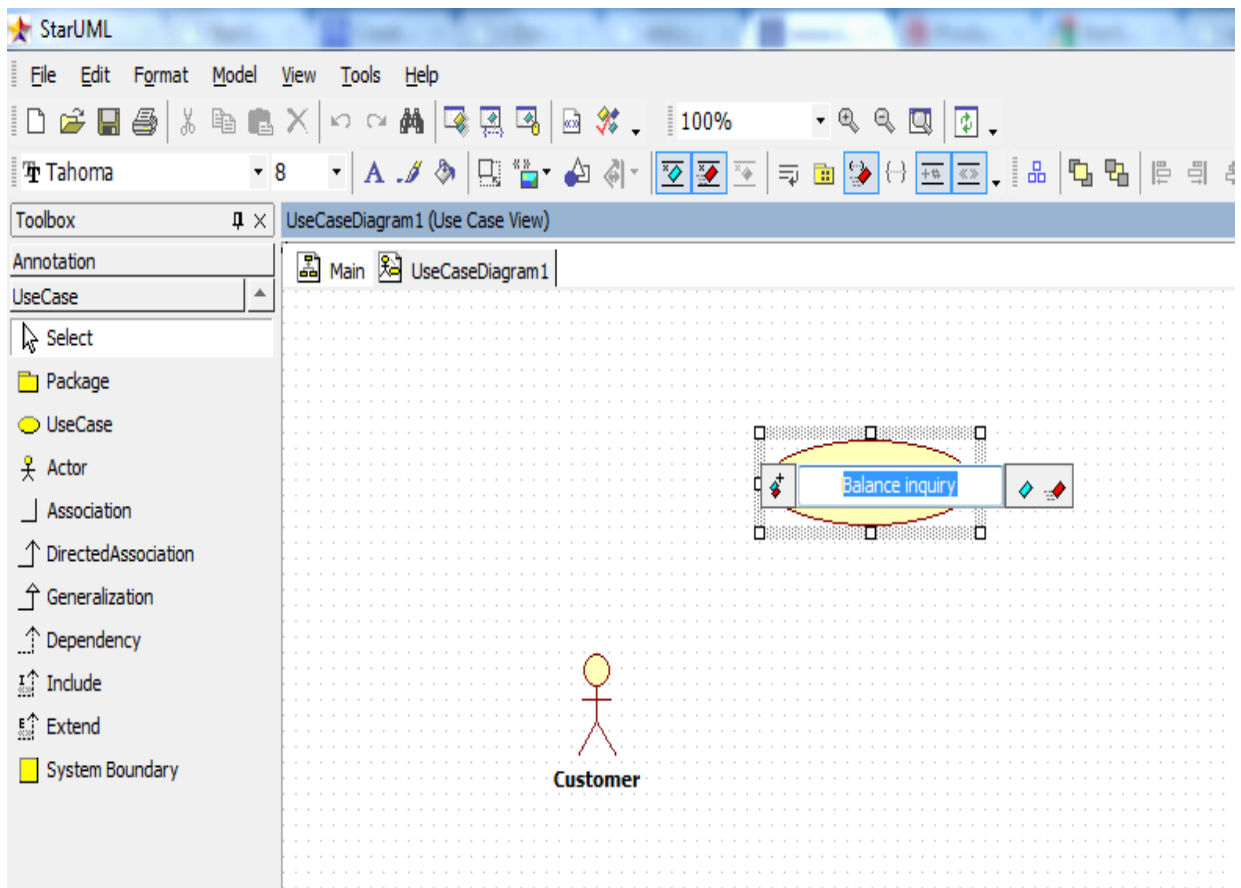 StarUML
File Edit Format Model View Tools Help
100%
Tahoma 8
Toolbox
UseCaseDiagram1 (Use Case View)
Annotation
Main UseCaseDiagram1
UseCase
Select
Package
UseCase
Actor
Association
DirectedAssociation
Generalization
Dependency
Include
Extend
System Boundary
Balance inquiry
Customer